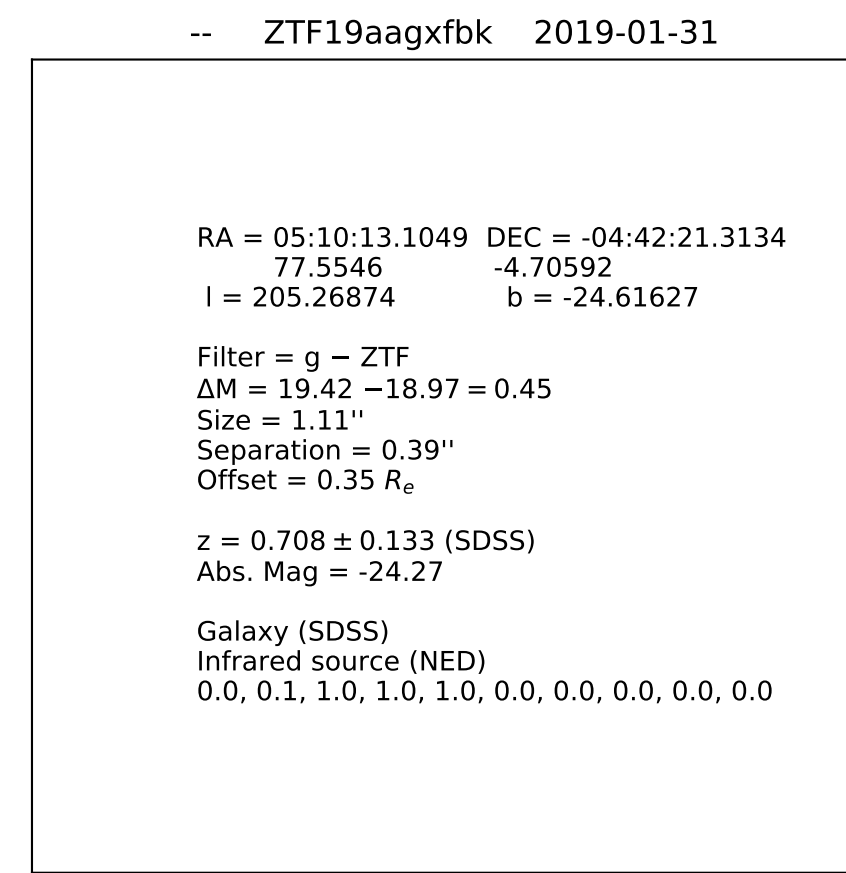 -- ZTF19aagxfbk 2019-01-31
RA = 05:10:13.1049 DEC = -04:42:21.3134
77.5546 -4.70592
l = 205.26874 b = -24.61627
Filter = g − ZTF
ΔM = 19.42 −18.97 = 0.45
Size = 1.11''
Separation = 0.39''
Offset = 0.35 Rₑ
z = 0.708 ± 0.133 (SDSS)
Abs. Mag = -24.27
Galaxy (SDSS)
Infrared source (NED)
0.0, 0.1, 1.0, 1.0, 1.0, 0.0, 0.0, 0.0, 0.0, 0.0